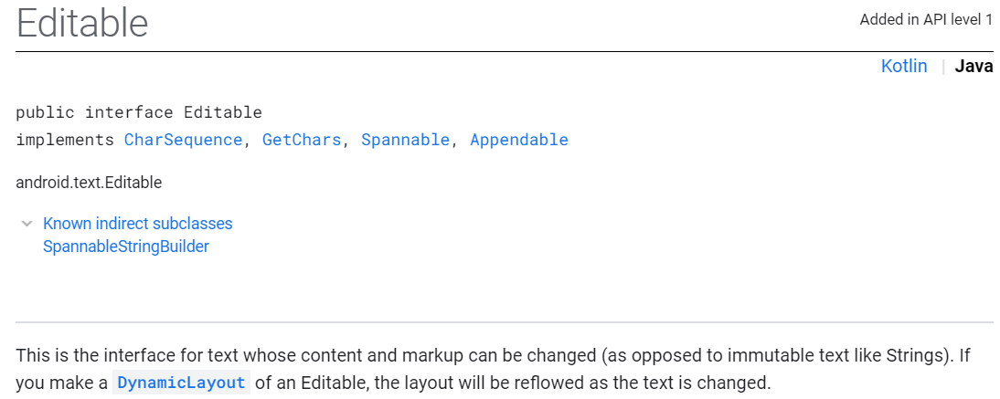 Editable
Added in API level 1
Kotlin | Java
public interface Editable
implements CharSequence, GetChars, Spannable, Appendable
android.text.Editable
Known indirect subclasses
SpannableStringBuilder
This is the interface for text whose content and markup can be changed (as opposed to immutable text like Strings). If
you make a DynamicLayout of an Editable, the layout will be reflowed as the text is changed.